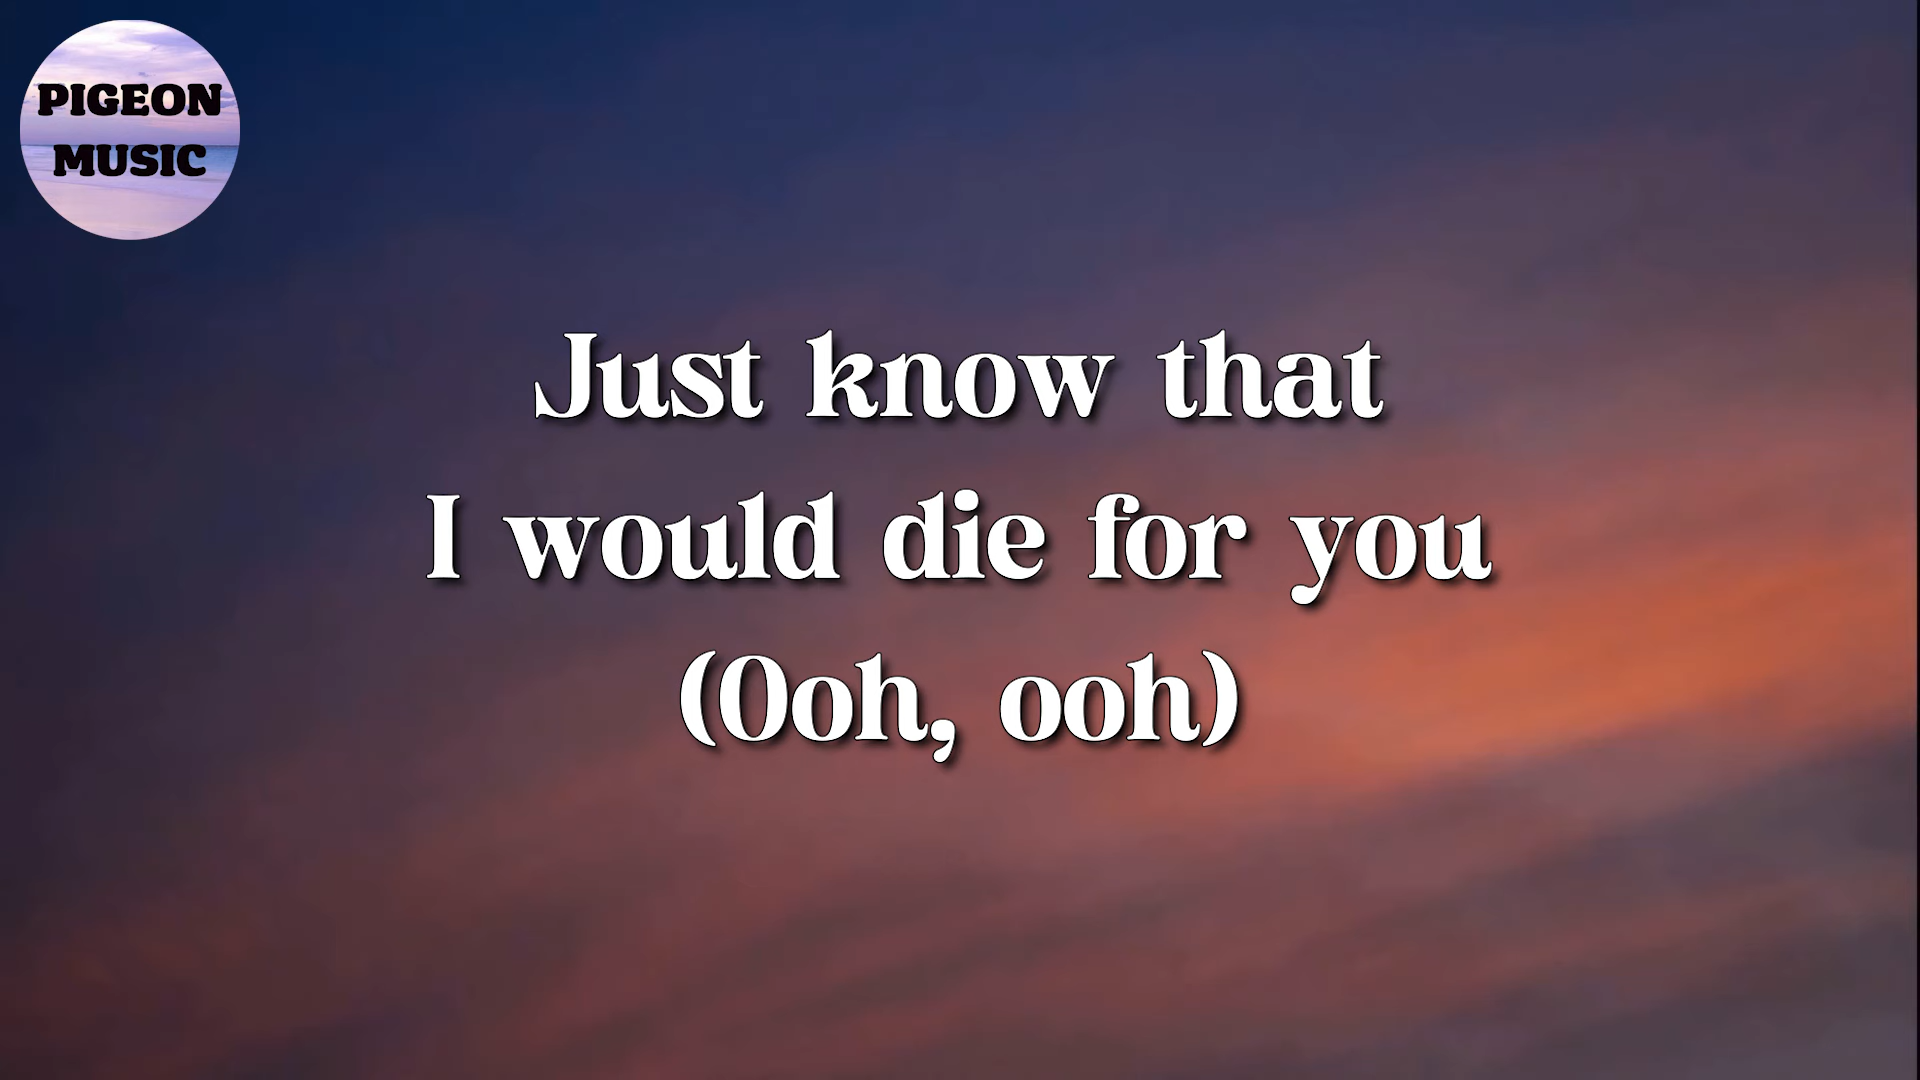 PIGEON
MUSIC
Just know that
I would die for you
(Ooh, ooh)